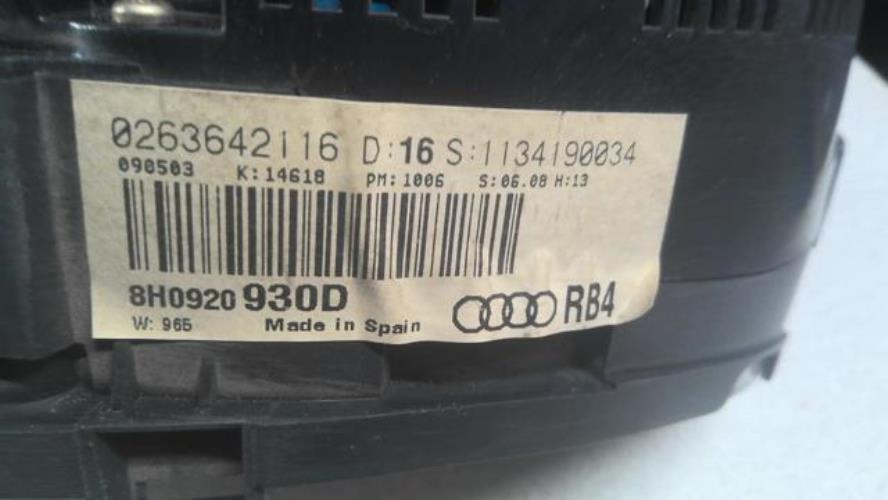 0263642116 D:16 S:1134190034
090503 K:14618 PM:1006 S:06.08 H:13
8H0920 930D RB4
W: 965 Made in Spain